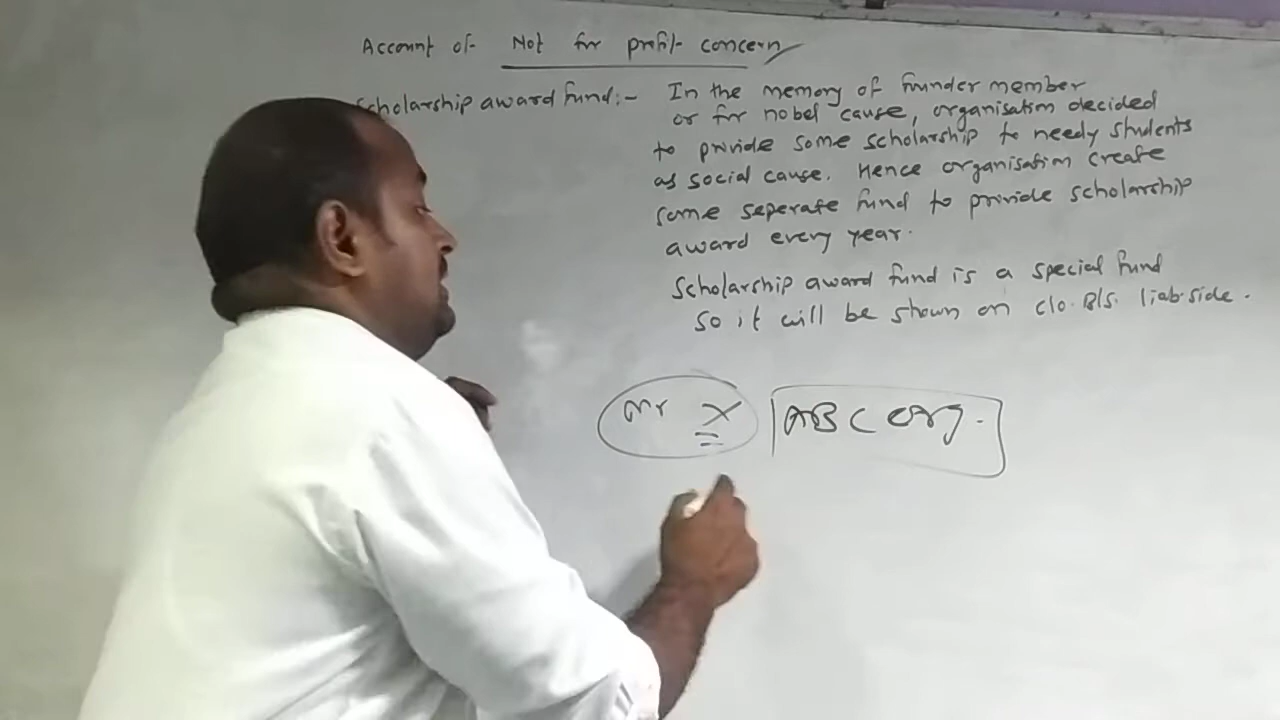 Account of Not for profit concern
Scholarship award fund:- In the memory of funder member
or for nobel cause, organisation decided
to provide some scholarship to needy students
as social cause. Hence organisation create
some seperate fund to provide scholarship
award every year.
Scholarship award fund is a special fund
so it will be shown on clo. B/S. liab. side.
Mr X ABC org.